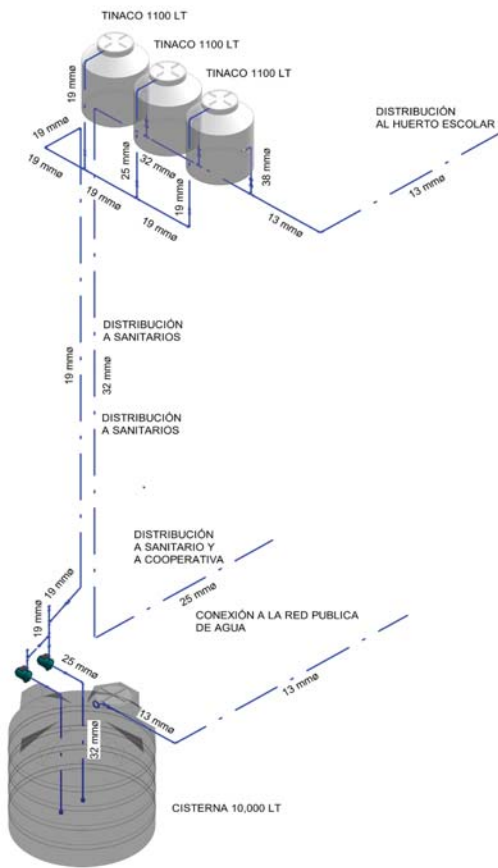 TINACO 1100 LT
TINACO 1100 LT
TINACO 1100 LT
19 mmø
DISTRIBUCIÓN
AL HUERTO ESCOLAR
19 mmø
19 mmø
25 mmø
32 mmø
38 mmø
13 mmø
19 mmø
19 mmø
19 mmø
13 mmø
DISTRIBUCIÓN
A SANITARIOS
19 mmø
32 mmø
DISTRIBUCIÓN
A SANITARIOS
DISTRIBUCIÓN
A SANITARIO Y
A COOPERATIVA
19 mmø
25 mmø
CONEXIÓN A LA RED PUBLICA
DE AGUA
19 mmø
25 mmø
13 mmø
13 mmø
32 mmø
CISTERNA 10,000 LT